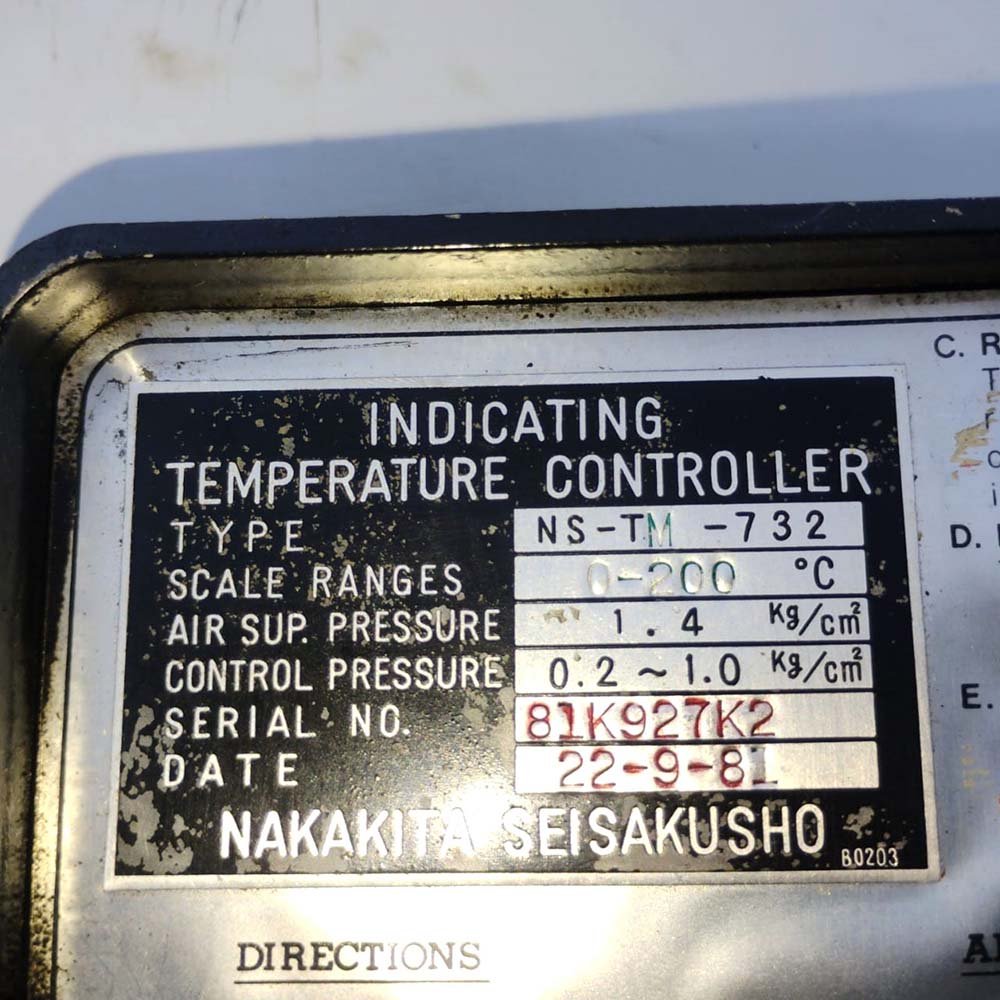 INDICATING
TEMPERATURE CONTROLLER
TYPE NS-TM -732
SCALE RANGES 0-200 °C
AIR SUP. PRESSURE 1.4 Kg/cm²
CONTROL PRESSURE 0.2 ~ 1.0 Kg/cm²
SERIAL NO. 81K927K2
DATE 22-9-81
NAKAKITA SEISAKUSHO B0203
DIRECTIONS
C.
D.
E.